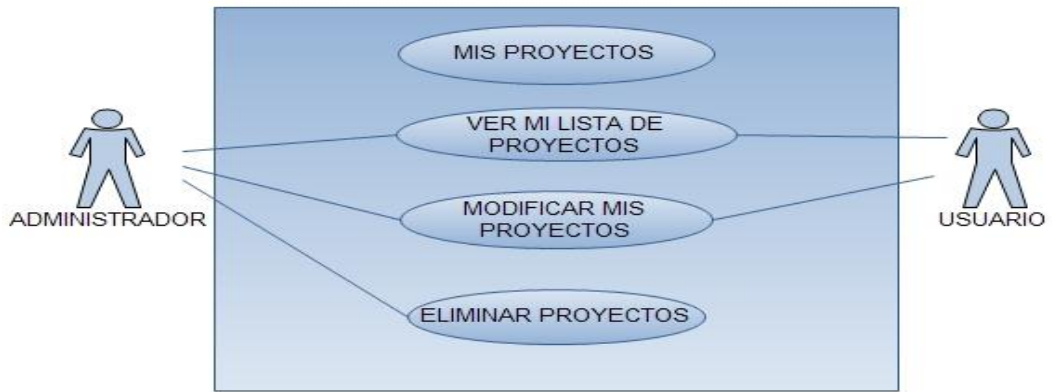 MIS PROYECTOS
VER MI LISTA DE
PROYECTOS
MODIFICAR MIS
PROYECTOS
ELIMINAR PROYECTOS
ADMINISTRADOR
USUARIO